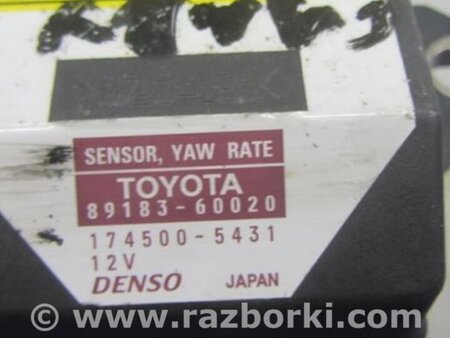 SENSOR, YAW RATE
TOYOTA
89183-60020
174500-5431
12V
DENSO JAPAN
© www.razborki.com